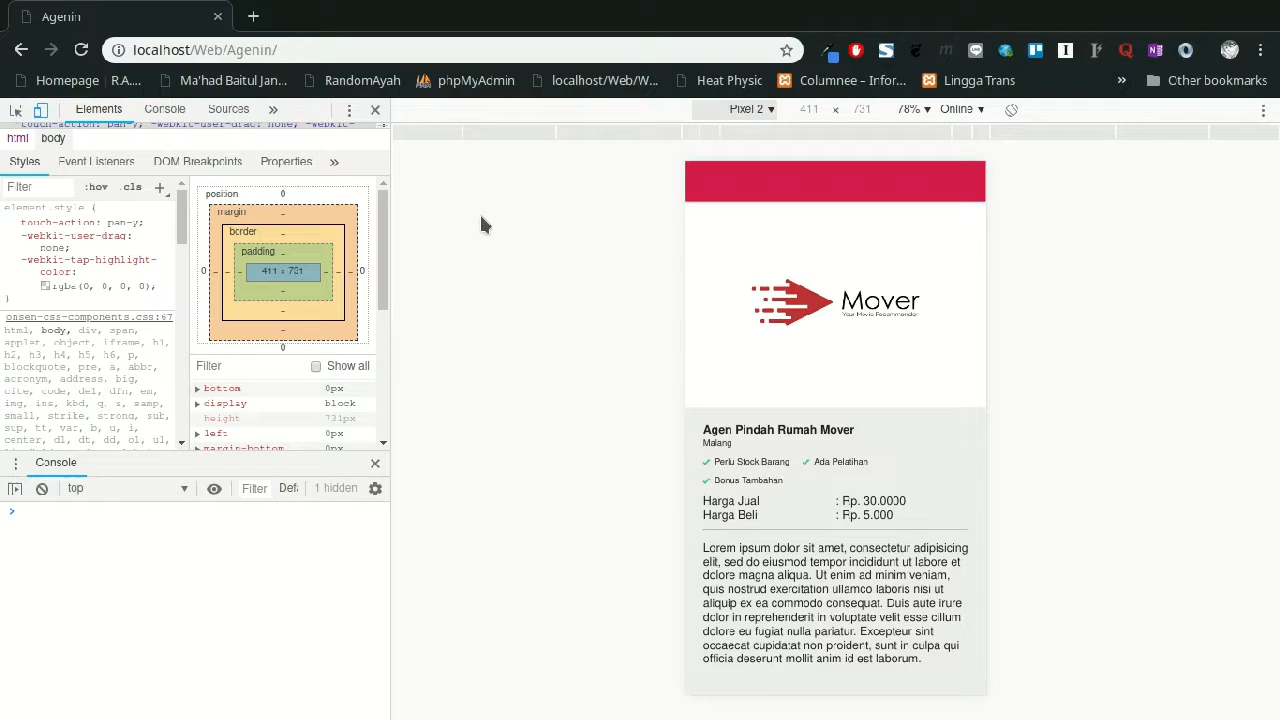 Agenin
localhost/Web/Agenin/
Homepage | R.A.... Ma'had Baitul Jan... RandomAyah phpMyAdmin localhost/Web/W... Heat Physic Columnee – Infor... Lingga Trans » Other bookmarks
Elements Console Sources »
Pixel 2 411 × 731 78% Online
html body
Styles Event Listeners DOM Breakpoints Properties »
Filter :hov .cls +
element.style {
touch-action: pan-y;
-webkit-user-drag:
none;
-webkit-tap-highlight-
color:
rgba(0, 0, 0, 0);
}
onsen-css-components.css:67
html, body, div, span,
applet, object, iframe, h1,
h2, h3, h4, h5, h6, p,
blockquote, pre, a, abbr,
acronym, address, big,
cite, code, del, dfn, em,
img, ins, kbd, q, s, samp,
small, strike, strong, sub,
sup, tt, var, b, u, i,
center, dl, dt, dd, ol, ul,
position 0
margin -
border -
padding -
0 - - - 411 × 731 - - - 0
-
-
-
0
Filter Show all
bottom 0px
display block
height 731px
left 0px
margin-bottom 0px
Console
top Filter Defa 1 hidden
>
Mover
Your Movie Recommender
Agen Pindah Rumah Mover
Malang
Perlu Stock Barang Ada Pelatihan
Bonus Tambahan
Harga Jual : Rp. 30.0000
Harga Beli : Rp. 5.000
Lorem ipsum dolor sit amet, consectetur adipisicing
elit, sed do eiusmod tempor incididunt ut labore et
dolore magna aliqua. Ut enim ad minim veniam,
quis nostrud exercitation ullamco laboris nisi ut
aliquip ex ea commodo consequat. Duis aute irure
dolor in reprehenderit in voluptate velit esse cillum
dolore eu fugiat nulla pariatur. Excepteur sint
occaecat cupidatat non proident, sunt in culpa qui
officia deserunt mollit anim id est laborum.